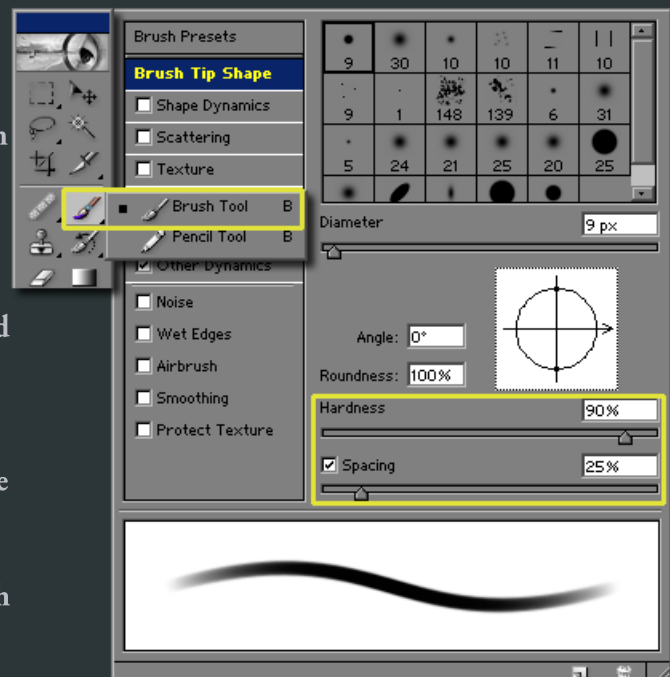 Brush Presets
Brush Tip Shape
Shape Dynamics
Scattering
Texture
Brush Tool B
Pencil Tool B
Other Dynamics
Noise
Wet Edges
Airbrush
Smoothing
Protect Texture
9 30 10 10 11 10
9 1 148 139 6 31
5 24 21 25 20 25
Diameter 9 px
Angle: 0°
Roundness: 100%
Hardness 90%
Spacing 25%